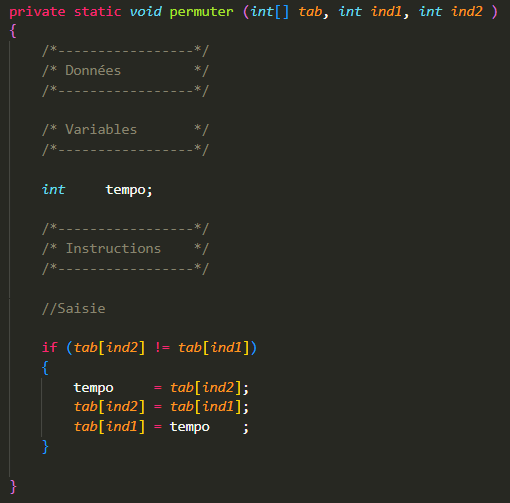 private static void permuter (int[] tab, int ind1, int ind2 )
{
    /*-----------------*/
    /* Données         */
    /*-----------------*/

    /* Variables       */
    /*-----------------*/

    int     tempo;

    /*-----------------*/
    /* Instructions    */
    /*-----------------*/

    //Saisie

    if (tab[ind2] != tab[ind1])
    {
        tempo     = tab[ind2];
        tab[ind2] = tab[ind1];
        tab[ind1] = tempo    ;
    }

}